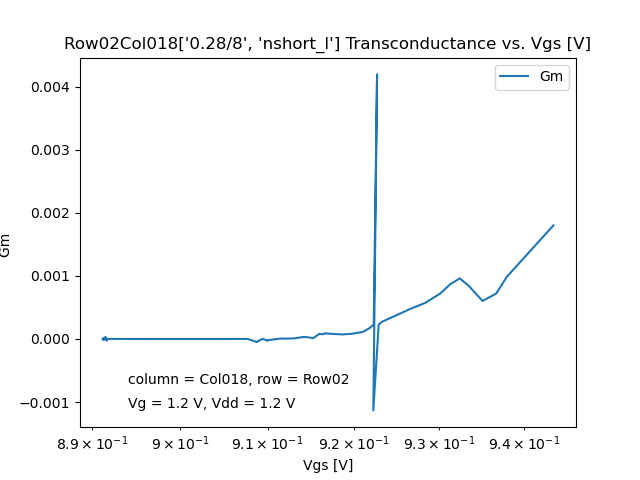 Row02Col018['0.28/8', 'nshort_l'] Transconductance vs. Vgs [V]
Gm
0.004
0.003
0.002
0.001
0.000
−0.001
Gm
column = Col018, row = Row02
Vg = 1.2 V, Vdd = 1.2 V
8.9 × 10⁻¹ 9 × 10⁻¹ 9.1 × 10⁻¹ 9.2 × 10⁻¹ 9.3 × 10⁻¹ 9.4 × 10⁻¹
Vgs [V]